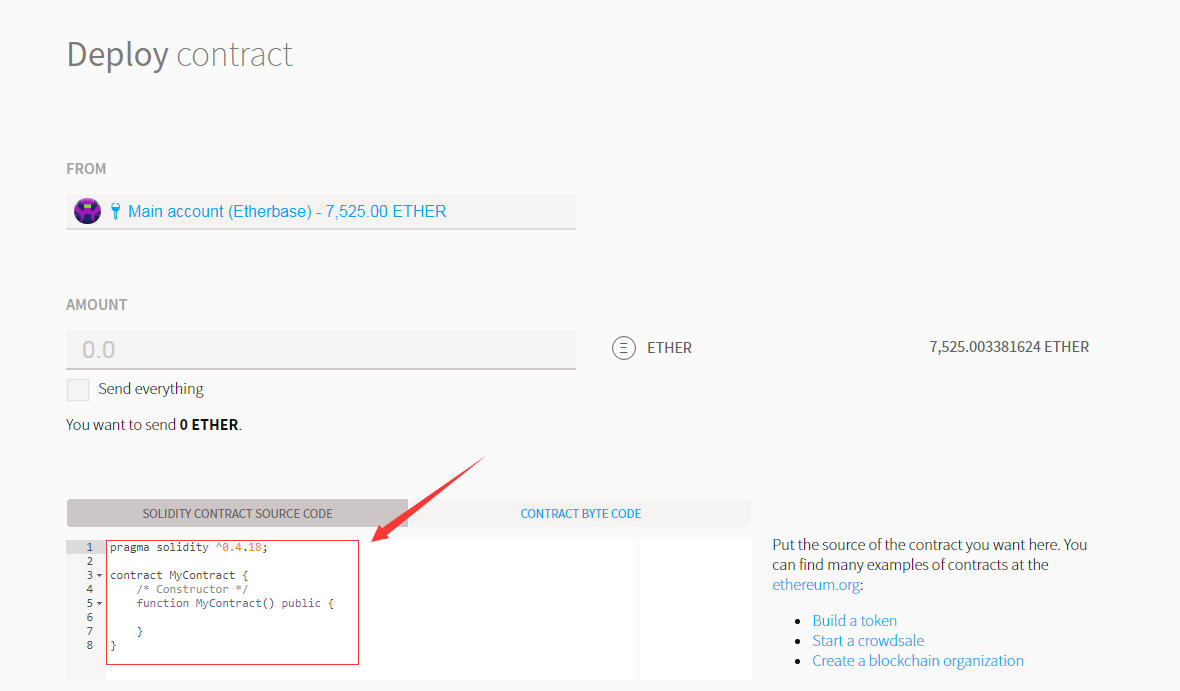 Deploy contract
FROM
Main account (Etherbase) - 7,525.00 ETHER
AMOUNT
0.0
ETHER
7,525.003381624 ETHER
Send everything
You want to send 0 ETHER.
SOLIDITY CONTRACT SOURCE CODE
CONTRACT BYTE CODE
1 pragma solidity ^0.4.18;
2
3 contract MyContract {
4 /* Constructor */
5 function MyContract() public {
6
7 }
8 }
Put the source of the contract you want here. You
can find many examples of contracts at the
ethereum.org:
Build a token
Start a crowdsale
Create a blockchain organization